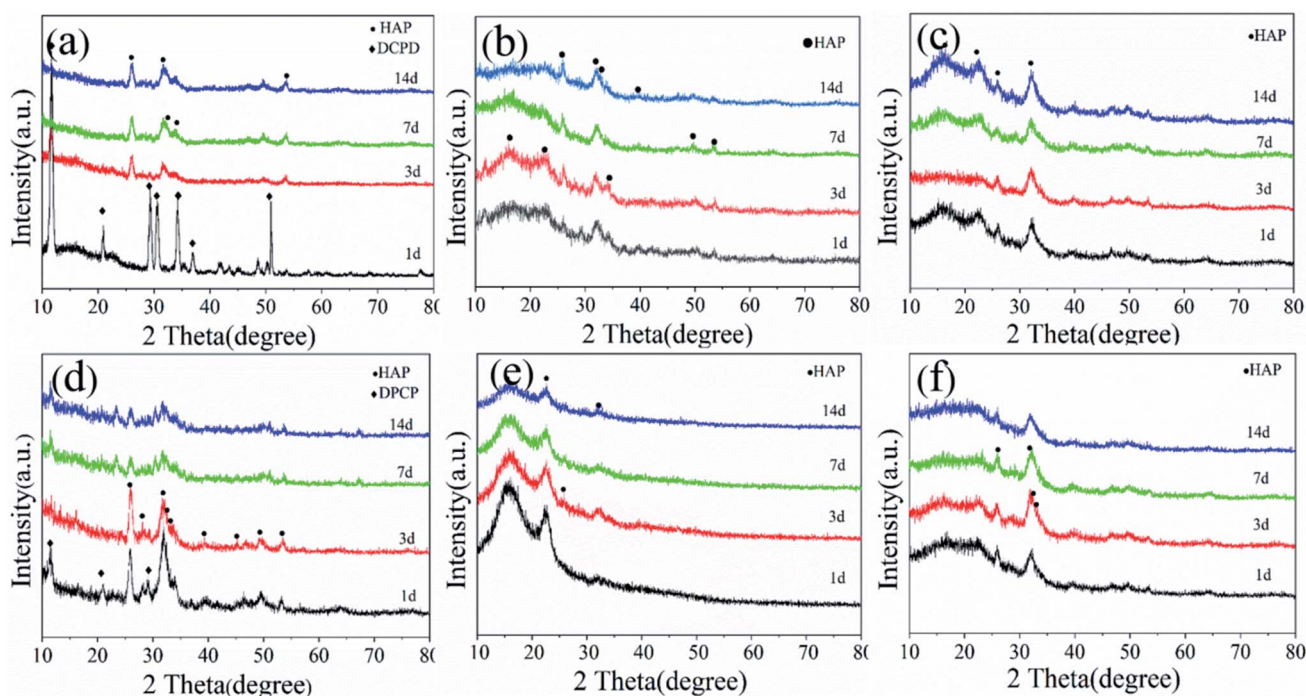 (a)
• HAP
◆ DCPD
14d
7d
3d
1d
Intensity(a.u.)
10 20 30 40 50 60 70 80
2 Theta(degree)
(b)
●HAP
14d
7d
3d
1d
Intensity(a.u.)
10 20 30 40 50 60 70 80
2 Theta(degree)
(c)
•HAP
14d
7d
3d
1d
Intensity(a.u.)
10 20 30 40 50 60 70 80
2 Theta(degree)
(d)
•HAP
◆ DPCP
14d
7d
3d
1d
Intensity(a.u.)
10 20 30 40 50 60 70 80
2 Theta(degree)
(e)
•HAP
14d
7d
3d
1d
Intensity(a.u.)
10 20 30 40 50 60 70 80
2 Theta(degree)
(f)
•HAP
14d
7d
3d
1d
Intensity(a.u.)
10 20 30 40 50 60 70 80
2 Theta(degree)